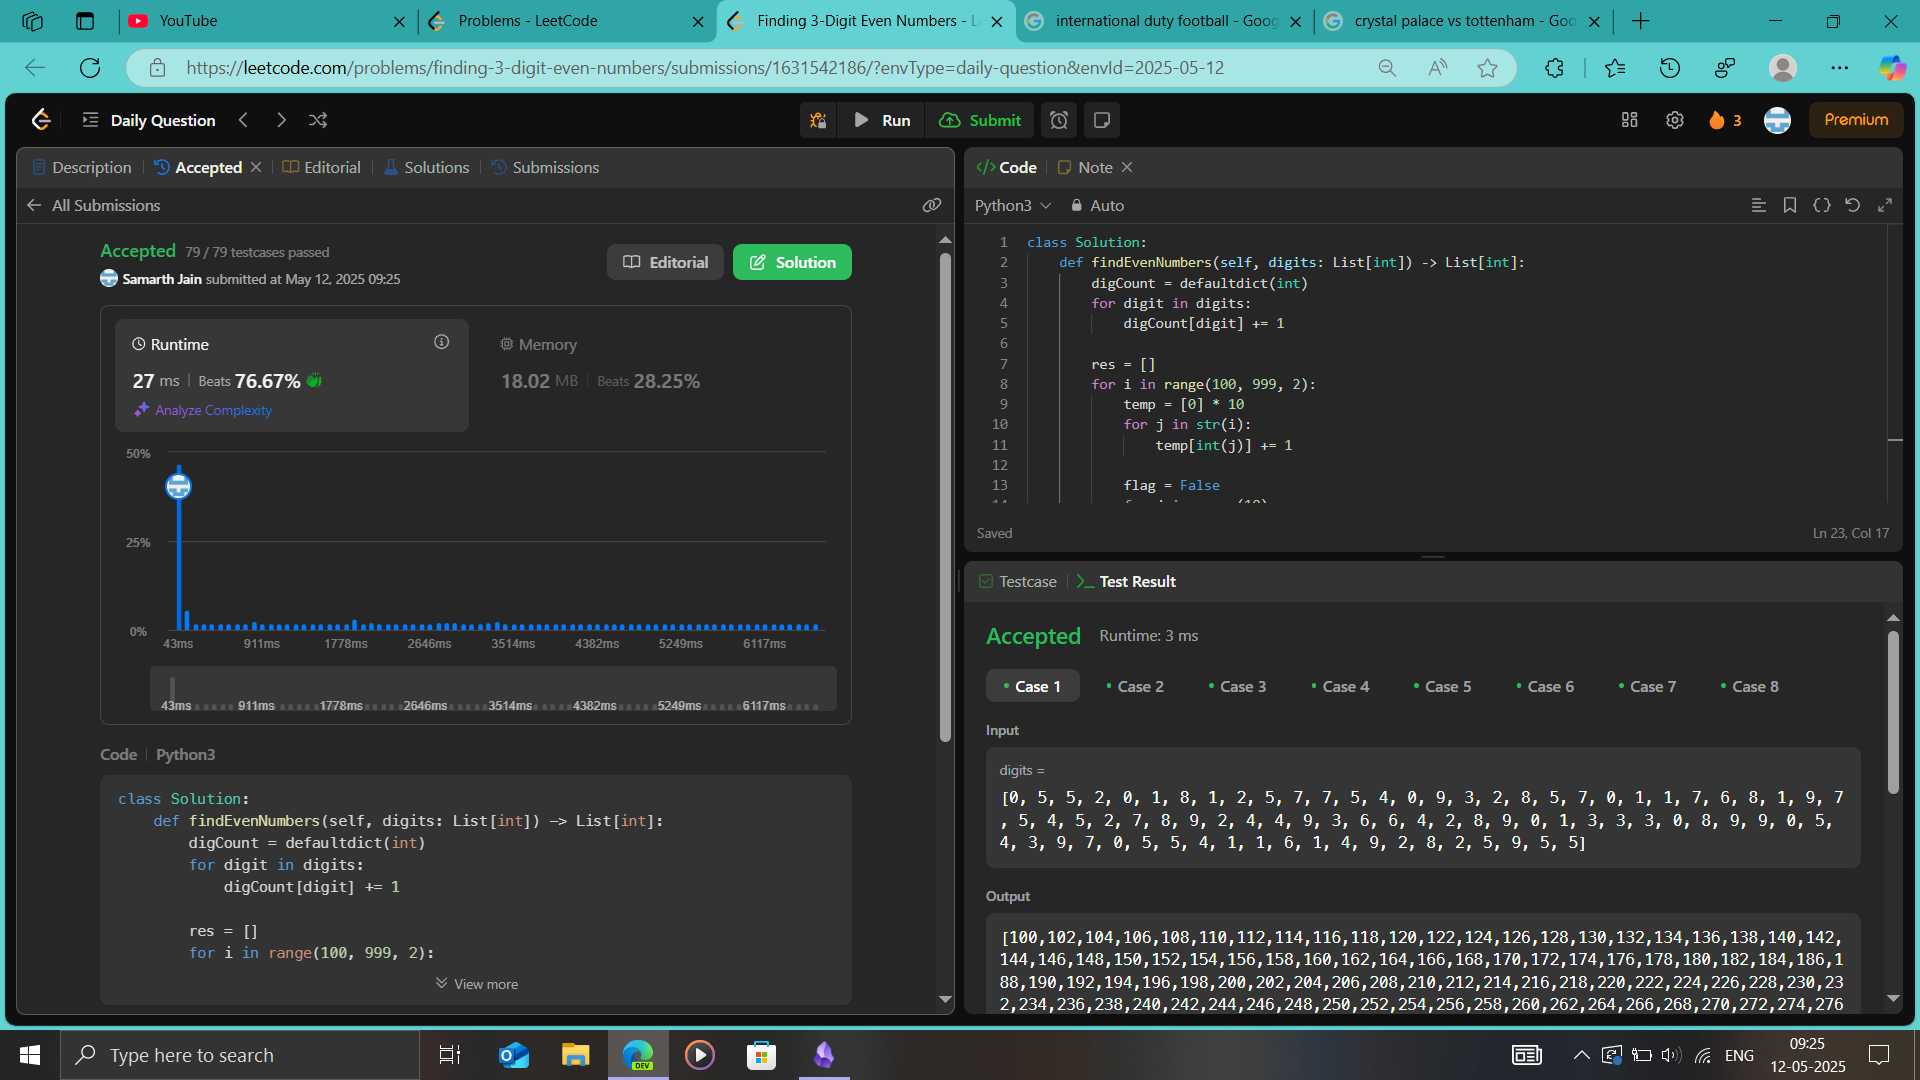 YouTube
Problems - LeetCode
Finding 3-Digit Even Numbers - L
international duty football - Goog
crystal palace vs tottenham - Goo
https://leetcode.com/problems/finding-3-digit-even-numbers/submissions/1631542186/?envType=daily-question&envId=2025-05-12
Daily Question
Run
Submit
3
Premium
Description
Accepted
Editorial
Solutions
Submissions
All Submissions
Accepted 79 / 79 testcases passed
Samarth Jain submitted at May 12, 2025 09:25
Editorial
Solution
Runtime
27 ms | Beats 76.67%
Analyze Complexity
Memory
18.02 MB | Beats 28.25%
50%
25%
0%
43ms 911ms 1778ms 2646ms 3514ms 4382ms 5249ms 6117ms
43ms 911ms 1778ms 2646ms 3514ms 4382ms 5249ms 6117ms
Code | Python3
class Solution:
    def findEvenNumbers(self, digits: List[int]) -> List[int]:
        digCount = defaultdict(int)
        for digit in digits:
            digCount[digit] += 1
        res = []
        for i in range(100, 999, 2):
View more
Code
Note
Python3
Auto
1 class Solution:
2     def findEvenNumbers(self, digits: List[int]) -> List[int]:
3         digCount = defaultdict(int)
4         for digit in digits:
5             digCount[digit] += 1
6
7         res = []
8         for i in range(100, 999, 2):
9             temp = [0] * 10
10             for j in str(i):
11                 temp[int(j)] += 1
12
13             flag = False
Saved
Ln 23, Col 17
Testcase
Test Result
Accepted Runtime: 3 ms
Case 1 Case 2 Case 3 Case 4 Case 5 Case 6 Case 7 Case 8
Input
digits =
[0, 5, 5, 2, 0, 1, 8, 1, 2, 5, 7, 7, 5, 4, 0, 9, 3, 2, 8, 5, 7, 0, 1, 1, 7, 6, 8, 1, 9, 7
, 5, 4, 5, 2, 7, 8, 9, 2, 4, 4, 9, 3, 6, 6, 4, 2, 8, 9, 0, 1, 3, 3, 3, 0, 8, 9, 9, 0, 5,
4, 3, 9, 7, 0, 5, 5, 4, 1, 1, 6, 1, 4, 9, 2, 8, 2, 5, 9, 5, 5]
Output
[100,102,104,106,108,110,112,114,116,118,120,122,124,126,128,130,132,134,136,138,140,142,
144,146,148,150,152,154,156,158,160,162,164,166,168,170,172,174,176,178,180,182,184,186,1
88,190,192,194,196,198,200,202,204,206,208,210,212,214,216,218,220,222,224,226,228,230,23
2,234,236,238,240,242,244,246,248,250,252,254,256,258,260,262,264,266,268,270,272,274,276
Type here to search
DEV
ENG
09:25
12-05-2025